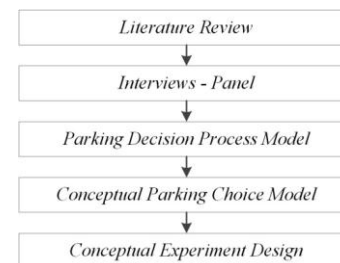 Literature Review
Interviews - Panel
Parking Decision Process Model
Conceptual Parking Choice Model
Conceptual Experiment Design